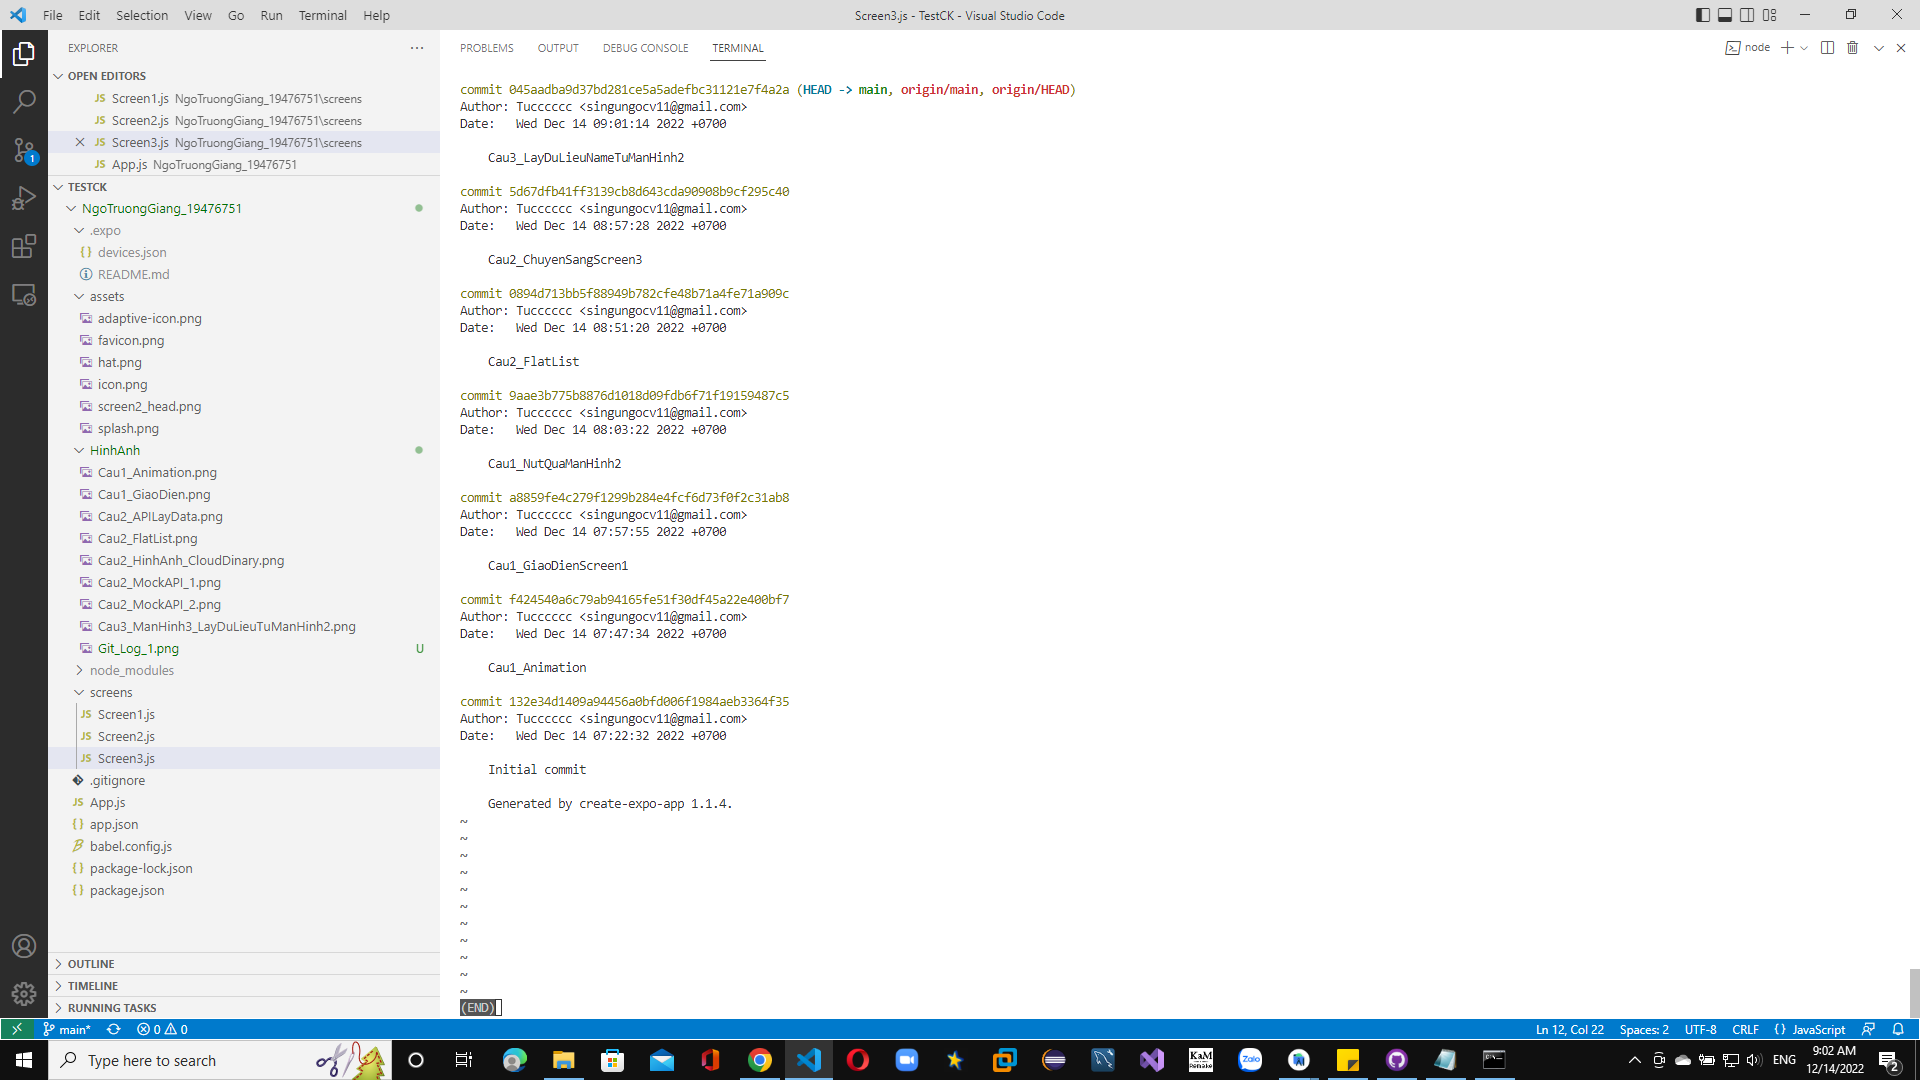 File Edit Selection View Go Run Terminal Help
Screen3.js - TestCK - Visual Studio Code
EXPLORER
OPEN EDITORS
JS Screen1.js NgoTruongGiang_19476751\screens
JS Screen2.js NgoTruongGiang_19476751\screens
JS Screen3.js NgoTruongGiang_19476751\screens
JS App.js NgoTruongGiang_19476751
TESTCK
NgoTruongGiang_19476751
.expo
{} devices.json
README.md
assets
adaptive-icon.png
favicon.png
hat.png
icon.png
screen2_head.png
splash.png
HinhAnh
Cau1_Animation.png
Cau1_GiaoDien.png
Cau2_APILayData.png
Cau2_FlatList.png
Cau2_HinhAnh_CloudDinary.png
Cau2_MockAPI_1.png
Cau2_MockAPI_2.png
Cau3_ManHinh3_LayDuLieuTuManHinh2.png
Git_Log_1.png U
node_modules
screens
JS Screen1.js
JS Screen2.js
JS Screen3.js
.gitignore
JS App.js
{} app.json
babel.config.js
{} package-lock.json
{} package.json
OUTLINE
TIMELINE
RUNNING TASKS
1
PROBLEMS OUTPUT DEBUG CONSOLE TERMINAL
node
commit 045aadba9d37bd281ce5a5adefbc31121e7f4a2a (HEAD -> main, origin/main, origin/HEAD)
Author: Tucccccc <singungocv11@gmail.com>
Date:   Wed Dec 14 09:01:14 2022 +0700
Cau3_LayDuLieuNameTuManHinh2
commit 5d67dfb41ff3139cb8d643cda90908b9cf295c40
Author: Tucccccc <singungocv11@gmail.com>
Date:   Wed Dec 14 08:57:28 2022 +0700
Cau2_ChuyenSangScreen3
commit 0894d713bb5f88949b782cfe48b71a4fe71a909c
Author: Tucccccc <singungocv11@gmail.com>
Date:   Wed Dec 14 08:51:20 2022 +0700
Cau2_FlatList
commit 9aae3b775b8876d1018d09fdb6f71f19159487c5
Author: Tucccccc <singungocv11@gmail.com>
Date:   Wed Dec 14 08:03:22 2022 +0700
Cau1_NutQuaManHinh2
commit a8859fe4c279f1299b284e4fcf6d73f0f2c31ab8
Author: Tucccccc <singungocv11@gmail.com>
Date:   Wed Dec 14 07:57:55 2022 +0700
Cau1_GiaoDienScreen1
commit f424540a6c79ab94165fe51f30df45a22e400bf7
Author: Tucccccc <singungocv11@gmail.com>
Date:   Wed Dec 14 07:47:34 2022 +0700
Cau1_Animation
commit 132e34d1409a94456a0bfd006f1984aeb3364f35
Author: Tucccccc <singungocv11@gmail.com>
Date:   Wed Dec 14 07:22:32 2022 +0700
Initial commit
Generated by create-expo-app 1.1.4.
~
~
~
~
~
~
~
~
~
~
~
(END)
main* 0 0
Ln 12, Col 22 Spaces: 2 UTF-8 CRLF {} JavaScript
Type here to search
KaM
Remake
Zalo
ENG
9:02 AM
12/14/2022
2